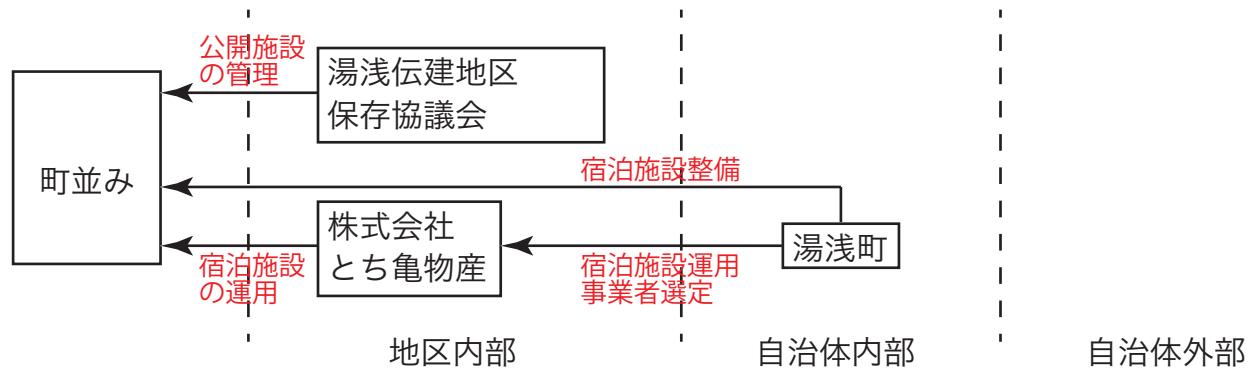 公開施設
の管理
湯浅伝建地区
保存協議会
町並み
宿泊施設整備
株式会社
とち亀物産
湯浅町
宿泊施設
の運用
宿泊施設運用
事業者選定
地区内部
自治体内部
自治体外部